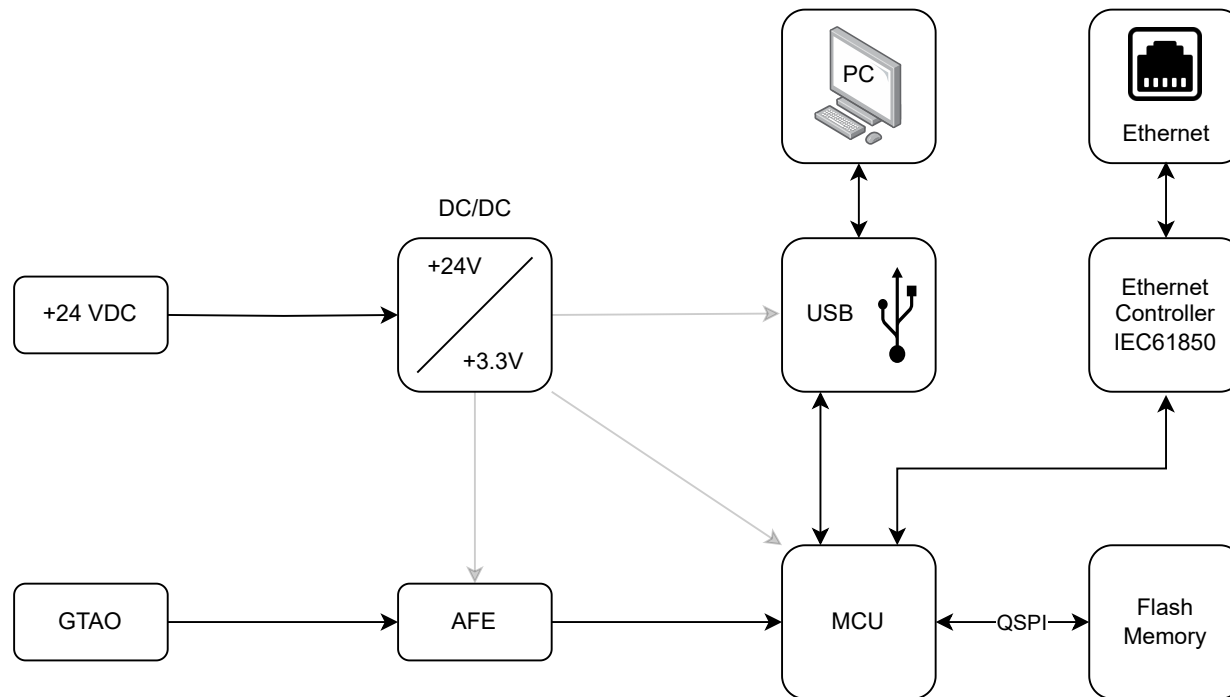 PC
Ethernet
DC/DC
+24V
+3.3V
+24 VDC
USB
Ethernet
Controller
IEC61850
GTAO
AFE
MCU
QSPI
Flash
Memory